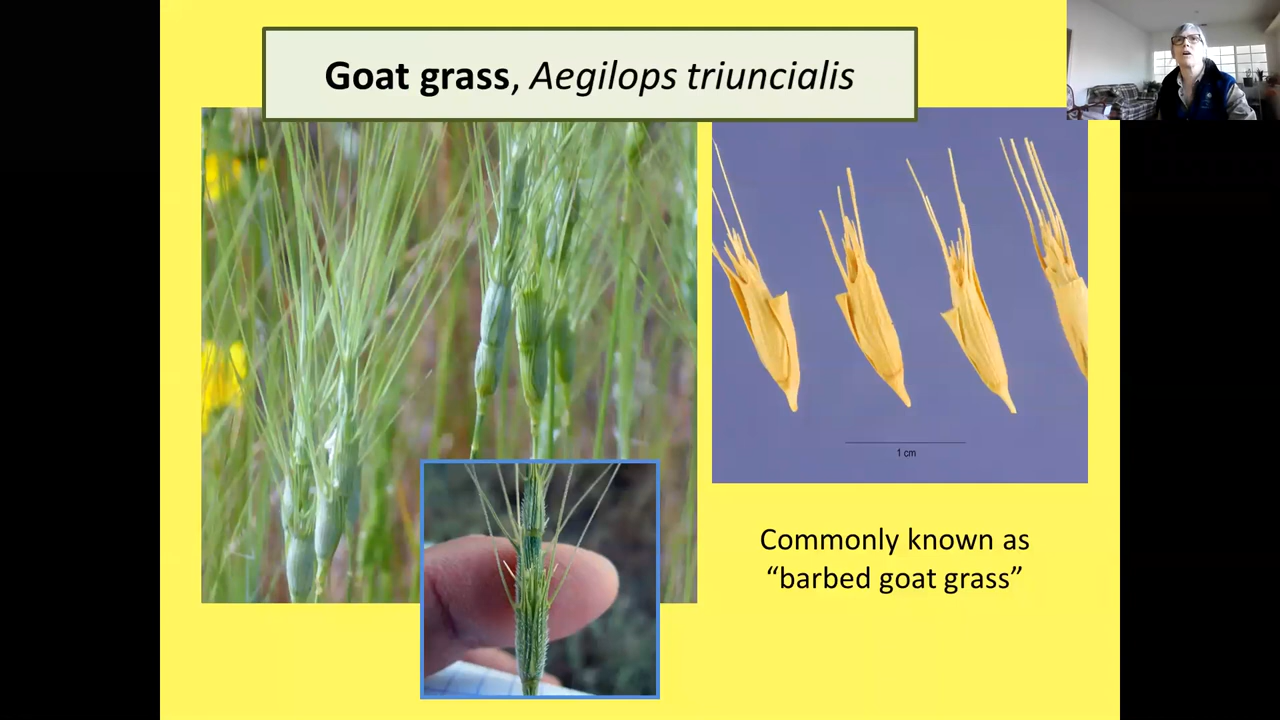 Goat grass, Aegilops triuncialis
1 cm
Commonly known as
“barbed goat grass”